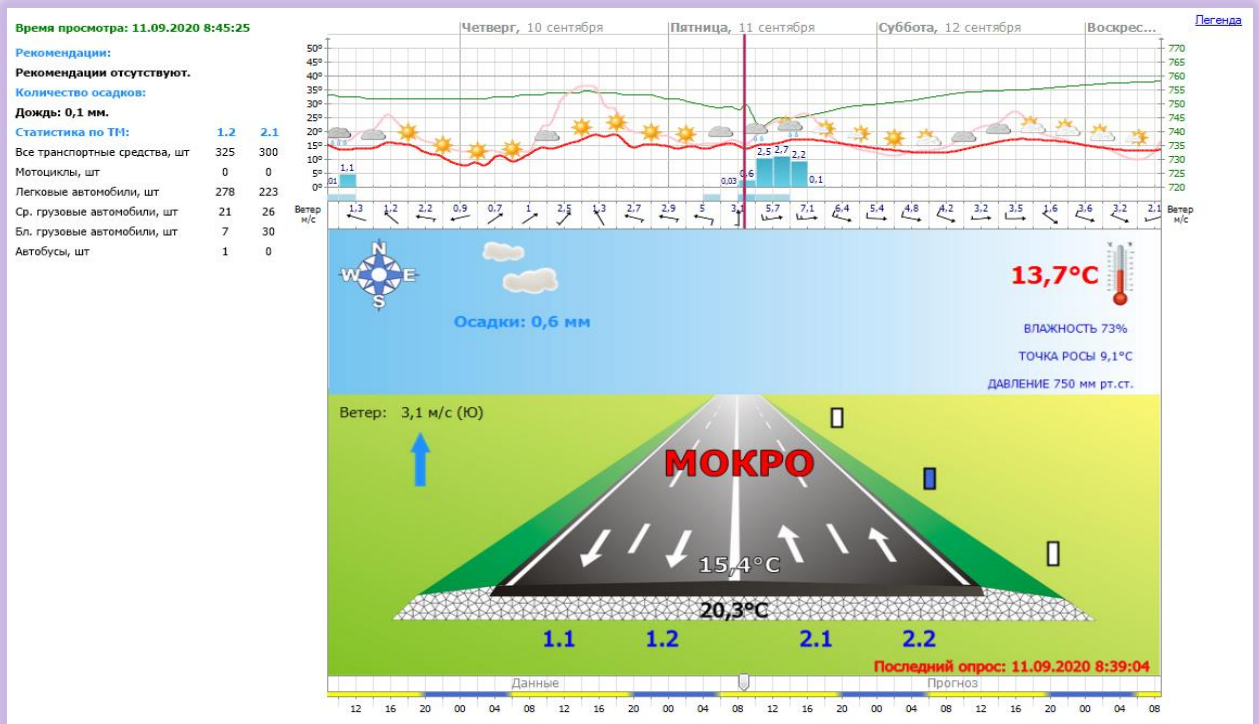 Время просмотра: 11.09.2020 8:45:25
Рекомендации:
Рекомендации отсутствуют.
Количество осадков:
Дождь: 0,1 мм.
Статистика по ТМ: 1.2 2.1
Все транспортные средства, шт 325 300
Мотоциклы, шт 0 0
Легковые автомобили, шт 278 223
Ср. грузовые автомобили, шт 21 26
Бл. грузовые автомобили, шт 7 30
Автобусы, шт 1 0
Легенда
Четверг, 10 сентября Пятница, 11 сентября Суббота, 12 сентября Воскрес...
50° 770
45° 765
40° 760
35° 755
30° 750
25° 745
20° 740
15° 735
10° 730
5° 725
0° 720
01 1,1 0,03 0,6 2,5 2,7 2,2 0,1
Ветер м/с 1,3 1,2 2,2 0,9 0,7 1 2,5 1,3 2,7 2,9 5 3,1 5,7 7,1 6,4 5,4 4,8 4,2 3,2 3,5 1,6 3,6 3,2 2,1 Ветер м/с
N
W E
S
Осадки: 0,6 мм
13,7°C
ВЛАЖНОСТЬ 73%
ТОЧКА РОСЫ 9,1°C
ДАВЛЕНИЕ 750 мм рт.ст.
Ветер: 3,1 м/с (Ю)
МОКРО
15,4°C
20,3°C
1.1 1.2 2.1 2.2
Последний опрос: 11.09.2020 8:39:04
Данные Прогноз
12 16 20 00 04 08 12 16 20 00 04 08 12 16 20 00 04 08 12 16 20 00 04 08